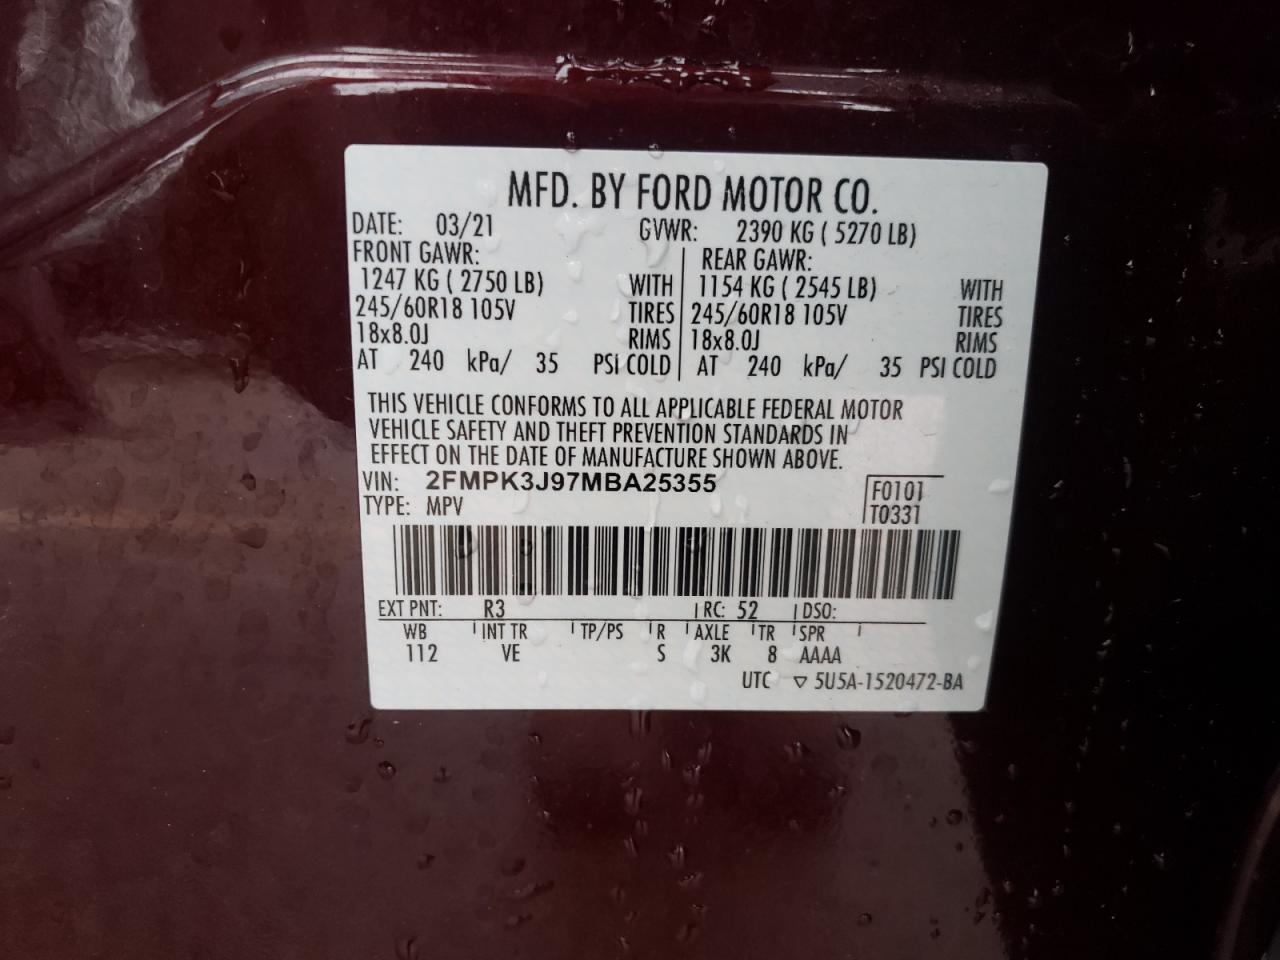 MFD. BY FORD MOTOR CO.
DATE: 03/21 GVWR: 2390 KG ( 5270 LB)
FRONT GAWR: REAR GAWR:
1247 KG ( 2750 LB) WITH 1154 KG ( 2545 LB) WITH
245/60R18 105V TIRES 245/60R18 105V TIRES
18x8.0J RIMS 18x8.0J RIMS
AT 240 kPa/ 35 PSI COLD AT 240 kPa/ 35 PSI COLD
THIS VEHICLE CONFORMS TO ALL APPLICABLE FEDERAL MOTOR
VEHICLE SAFETY AND THEFT PREVENTION STANDARDS IN
EFFECT ON THE DATE OF MANUFACTURE SHOWN ABOVE.
VIN: 2FMPK3J97MBA25355 F0101
TYPE: MPV T0331
EXT PNT: R3 RC: 52 DSO:
WB INT TR TP/PS R AXLE TR SPR
112 VE S 3K 8 AAAA
UTC ▽ 5U5A-1520472-BA